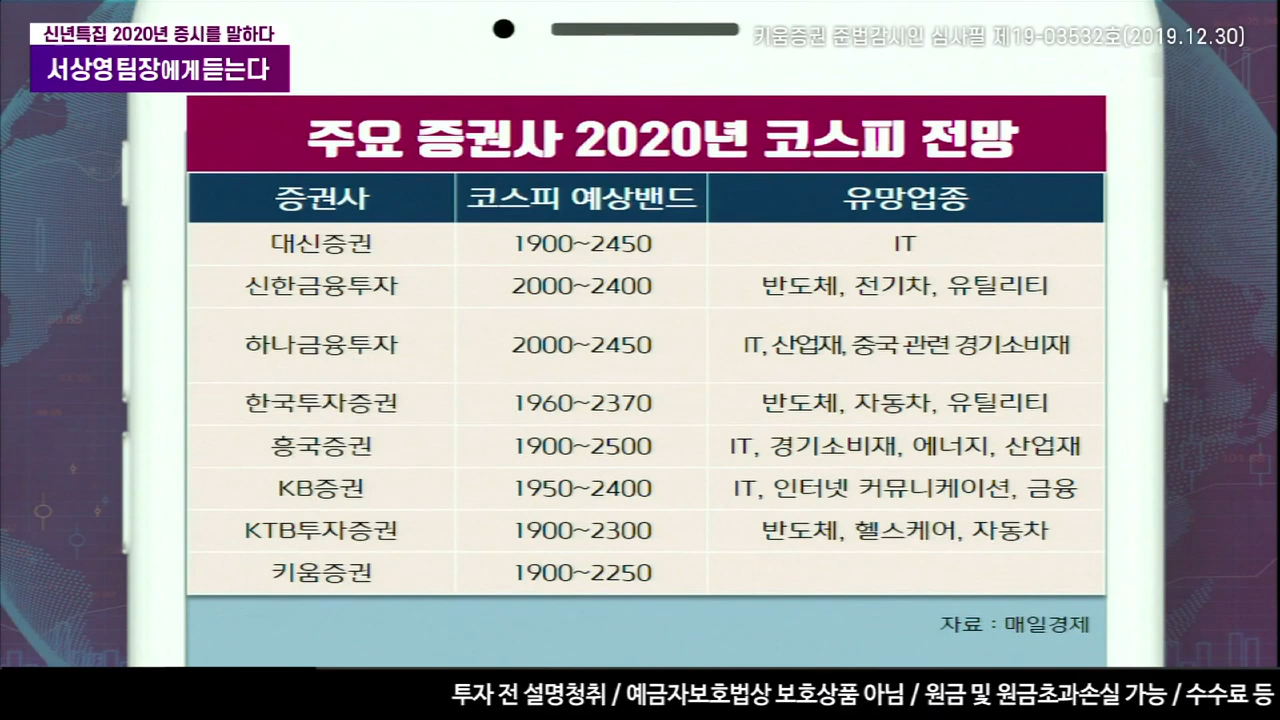 신년특집 2020년 증시를 말하다
서상영팀장에게듣는다
키움증권 준법감시인 심사필 제19-03532호(2019.12.30)
주요 증권사 2020년 코스피 전망
증권사 코스피 예상밴드 유망업종
대신증권 1900~2450 IT
신한금융투자 2000~2400 반도체, 전기차, 유틸리티
하나금융투자 2000~2450 IT, 산업재, 중국 관련 경기소비재
한국투자증권 1960~2370 반도체, 자동차, 유틸리티
흥국증권 1900~2500 IT, 경기소비재, 에너지, 산업재
KB증권 1950~2400 IT, 인터넷 커뮤니케이션, 금융
KTB투자증권 1900~2300 반도체, 헬스케어, 자동차
키움증권 1900~2250
자료 : 매일경제
투자 전 설명청취 / 예금자보호법상 보호상품 아님 / 원금 및 원금초과손실 가능 / 수수료 등